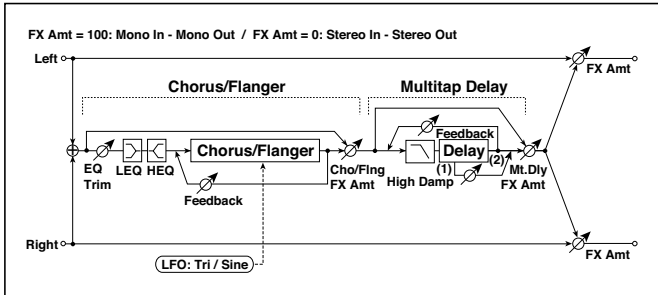 FX Amt = 100: Mono In - Mono Out / FX Amt = 0: Stereo In - Stereo Out
Left
FX Amt
Chorus/Flanger
Multitap Delay
EQ
Trim
LEQ
HEQ
Chorus/Flanger
Feedback
Cho/Flng
FX Amt
Feedback
High Damp
Delay
(1)
(2)
Mt.Dly
FX Amt
Right
LFO: Tri / Sine
FX Amt